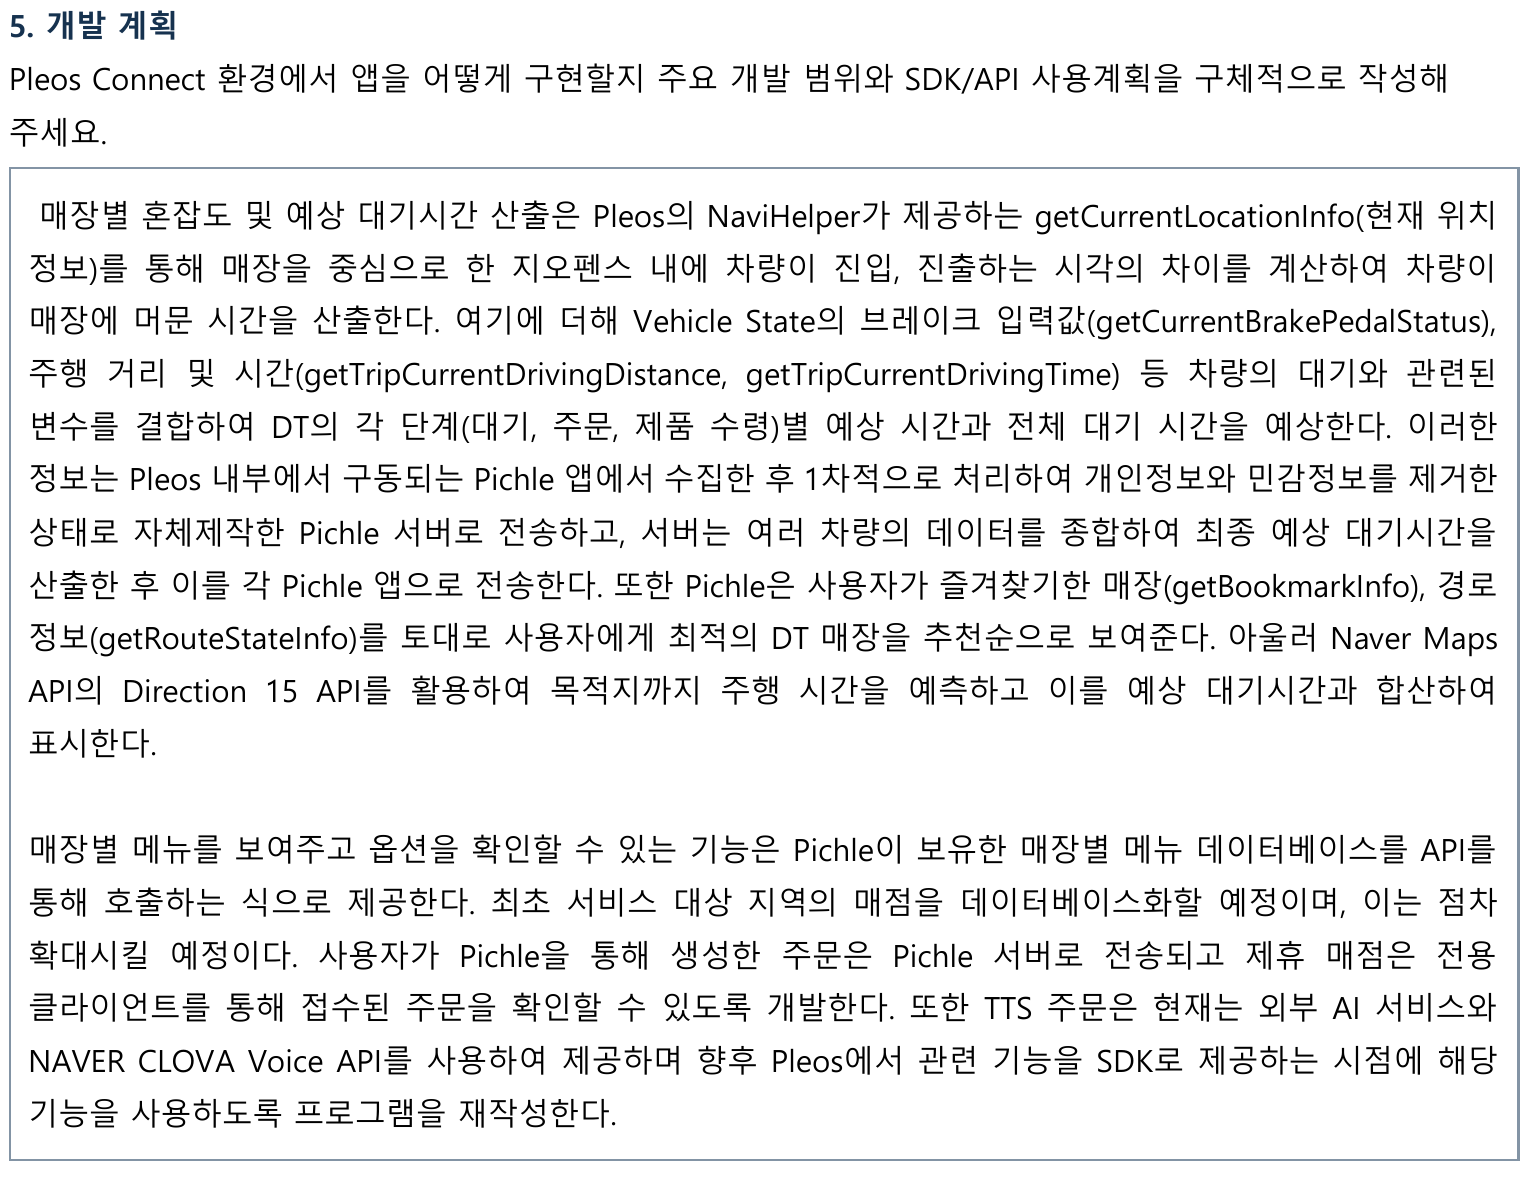 5. 개발 계획
Pleos Connect 환경에서 앱을 어떻게 구현할지 주요 개발 범위와 SDK/API 사용계획을 구체적으로 작성해
주세요.
매장별 혼잡도 및 예상 대기시간 산출은 Pleos의 NaviHelper가 제공하는 getCurrentLocationInfo(현재 위치
정보)를 통해 매장을 중심으로 한 지오펜스 내에 차량이 진입, 진출하는 시각의 차이를 계산하여 차량이
매장에 머문 시간을 산출한다. 여기에 더해 Vehicle State의 브레이크 입력값(getCurrentBrakePedalStatus),
주행 거리 및 시간(getTripCurrentDrivingDistance, getTripCurrentDrivingTime) 등 차량의 대기와 관련된
변수를 결합하여 DT의 각 단계(대기, 주문, 제품 수령)별 예상 시간과 전체 대기 시간을 예상한다. 이러한
정보는 Pleos 내부에서 구동되는 Pichle 앱에서 수집한 후 1차적으로 처리하여 개인정보와 민감정보를 제거한
상태로 자체제작한 Pichle 서버로 전송하고, 서버는 여러 차량의 데이터를 종합하여 최종 예상 대기시간을
산출한 후 이를 각 Pichle 앱으로 전송한다. 또한 Pichle은 사용자가 즐겨찾기한 매장(getBookmarkInfo), 경로
정보(getRouteStateInfo)를 토대로 사용자에게 최적의 DT 매장을 추천순으로 보여준다. 아울러 Naver Maps
API의 Direction 15 API를 활용하여 목적지까지 주행 시간을 예측하고 이를 예상 대기시간과 합산하여
표시한다.
매장별 메뉴를 보여주고 옵션을 확인할 수 있는 기능은 Pichle이 보유한 매장별 메뉴 데이터베이스를 API를
통해 호출하는 식으로 제공한다. 최초 서비스 대상 지역의 매점을 데이터베이스화할 예정이며, 이는 점차
확대시킬 예정이다. 사용자가 Pichle을 통해 생성한 주문은 Pichle 서버로 전송되고 제휴 매점은 전용
클라이언트를 통해 접수된 주문을 확인할 수 있도록 개발한다. 또한 TTS 주문은 현재는 외부 AI 서비스와
NAVER CLOVA Voice API를 사용하여 제공하며 향후 Pleos에서 관련 기능을 SDK로 제공하는 시점에 해당
기능을 사용하도록 프로그램을 재작성한다.